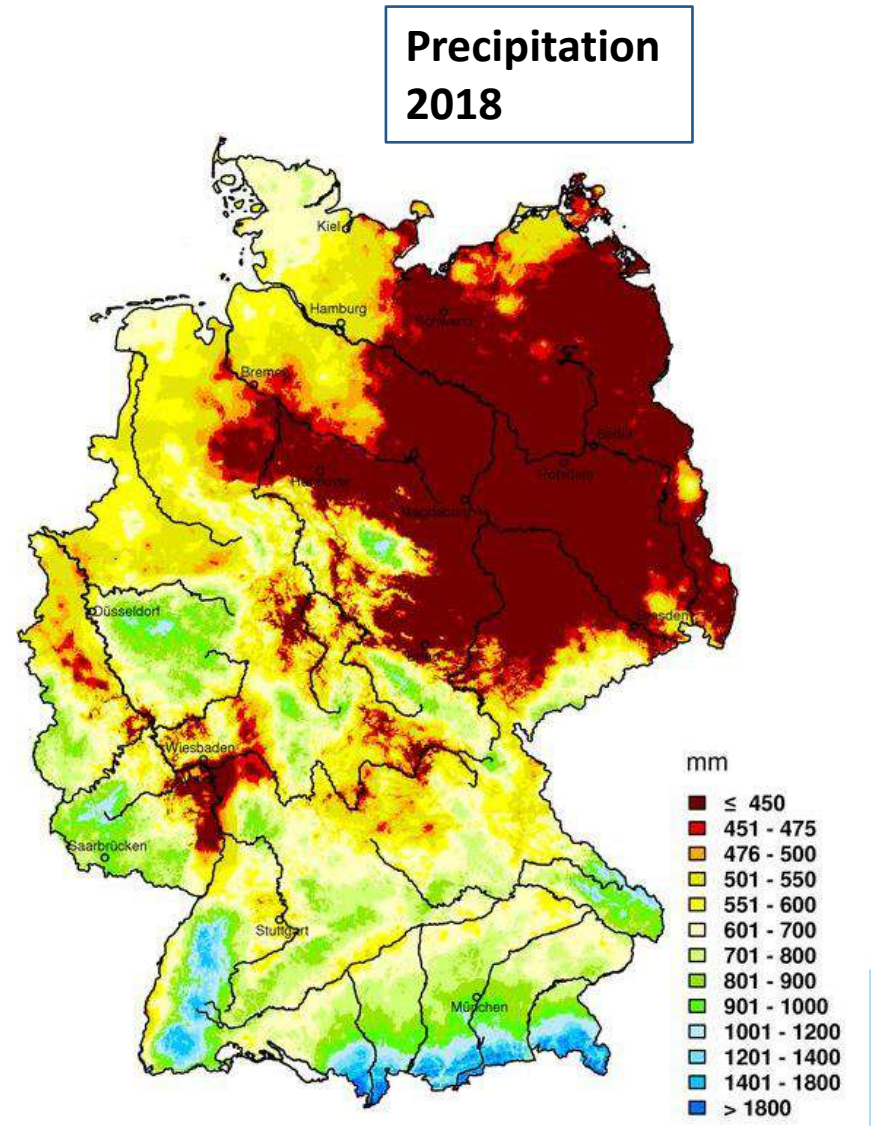 Precipitation
2018
Kiel
Hamburg
Schwerin
Bremen
Berlin
Hannover
Potsdam
Magdeburg
Düsseldorf
Dresden
Erfurt
Wiesbaden
Saarbrücken
Stuttgart
München
mm
≤ 450
451 - 475
476 - 500
501 - 550
551 - 600
601 - 700
701 - 800
801 - 900
901 - 1000
1001 - 1200
1201 - 1400
1401 - 1800
> 1800